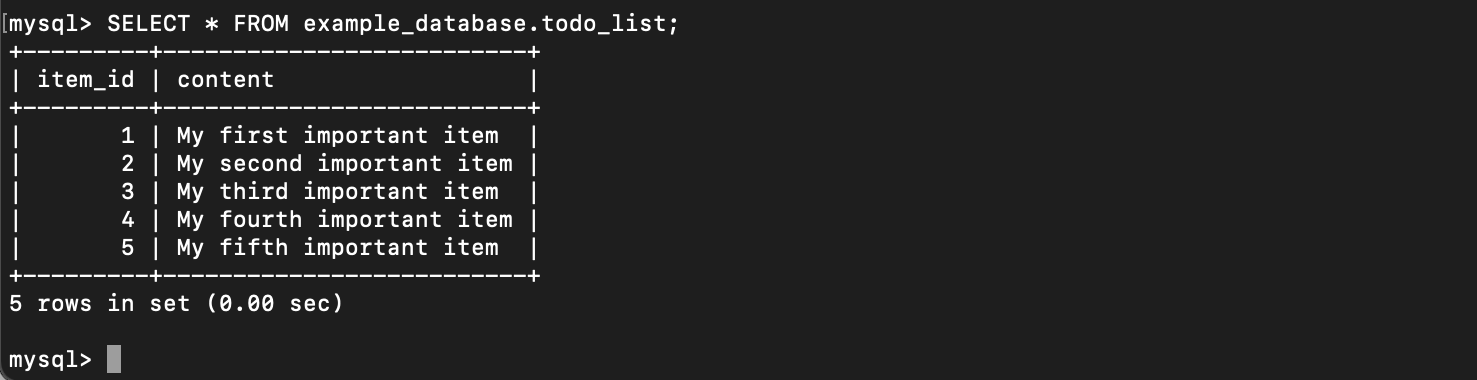 mysql> SELECT * FROM example_database.todo_list;
+---------+--------------------------+
| item_id | content                  |
+---------+--------------------------+
|       1 | My first important item  |
|       2 | My second important item |
|       3 | My third important item  |
|       4 | My fourth important item |
|       5 | My fifth important item  |
+---------+--------------------------+
5 rows in set (0.00 sec)
mysql>